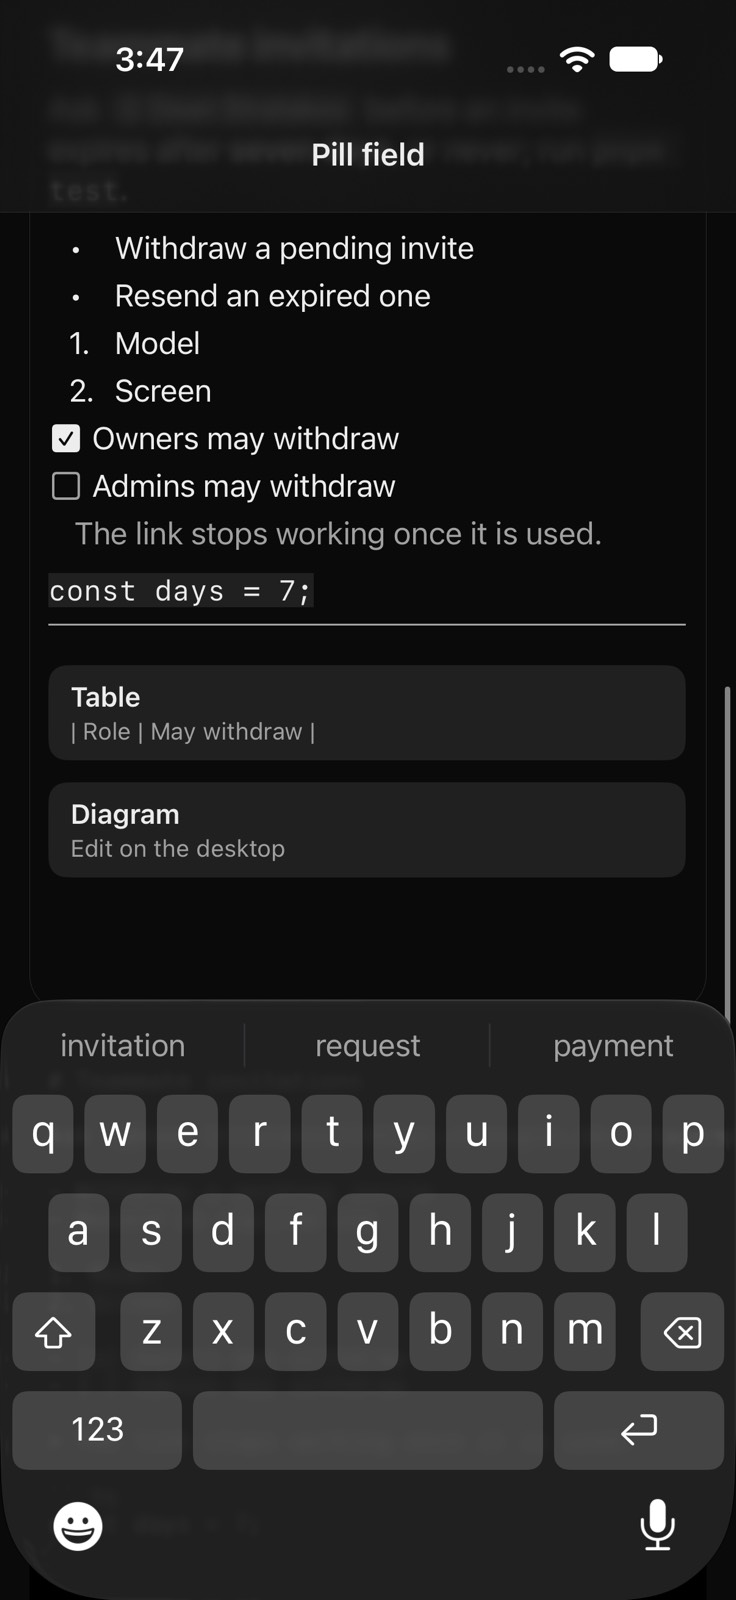 3:47
Pill field
test.
• Withdraw a pending invite
• Resend an expired one
1. Model
2. Screen
Owners may withdraw
Admins may withdraw
The link stops working once it is used.
const days = 7;
Table
| Role | May withdraw |
Diagram
Edit on the desktop
invitation request payment
q w e r t y u i o p
a s d f g h j k l
z x c v b n m
123